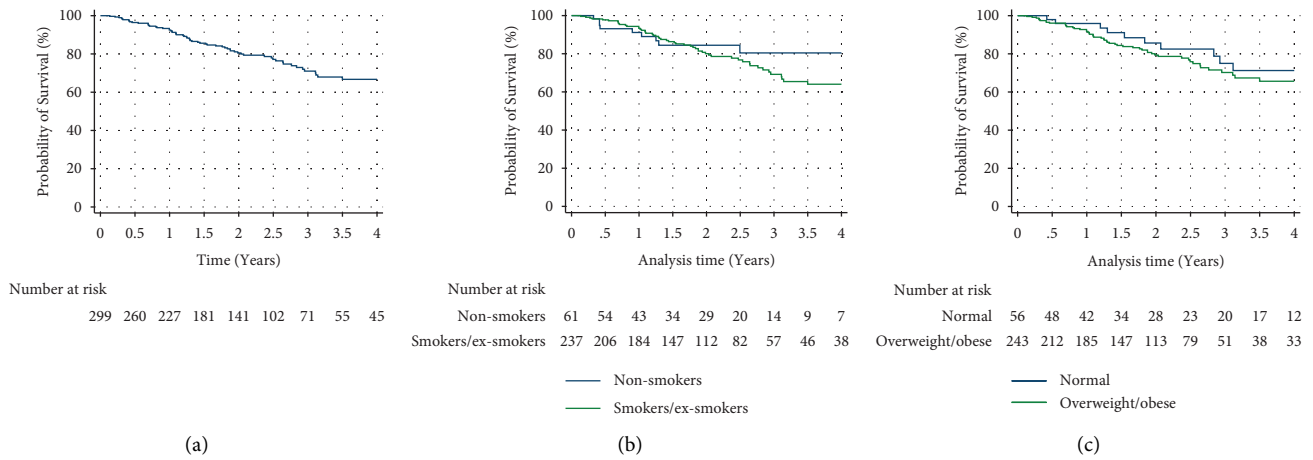 100
80
60
40
20
0
Probability of Survival (%)
0 0.5 1 1.5 2 2.5 3 3.5 4
Time (Years)
Number at risk
299 260 227 181 141 102 71 55 45
(a)
100
80
60
40
20
0
Probability of Survival (%)
0 .5 1 1.5 2 2.5 3 3.5 4
Analysis time (Years)
Number at risk
Non-smokers 61 54 43 34 29 20 14 9 7
Smokers/ex-smokers 237 206 184 147 112 82 57 46 38
Non-smokers
Smokers/ex-smokers
(b)
100
80
60
40
20
0
Probability of Survival (%)
0 .5 1 1.5 2 2.5 3 3.5 4
Analysis time (Years)
Number at risk
Normal 56 48 42 34 28 23 20 17 12
Overweight/obese 243 212 185 147 113 79 51 38 33
Normal
Overweight/obese
(c)